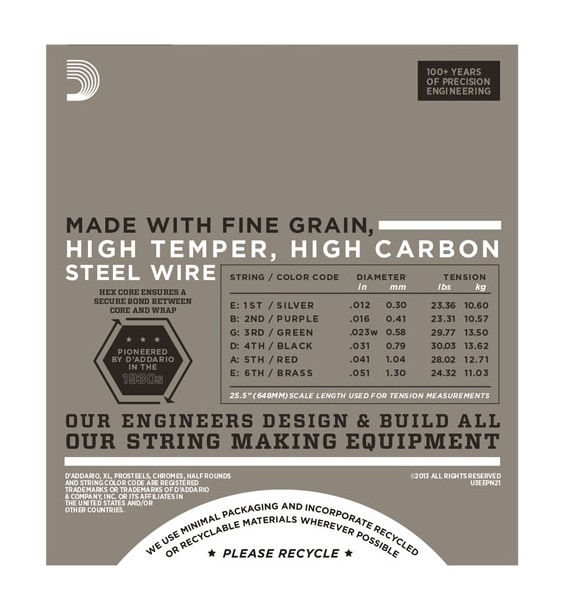 100+ YEARS
OF PRECISION
ENGINEERING
MADE WITH FINE GRAIN,
HIGH TEMPER, HIGH CARBON
STEEL WIRE
HEX CORE ENSURES A
SECURE BOND BETWEEN
CORE AND WRAP
PIONEERED
BY D'ADDARIO
IN THE
1930s
STRING / COLOR CODE DIAMETER TENSION
in mm lbs kg
E: 1ST / SILVER .012 0.30 23.36 10.60
B: 2ND / PURPLE .016 0.41 23.31 10.57
G: 3RD / GREEN .023w 0.58 29.77 13.50
D: 4TH / BLACK .031 0.79 30.03 13.62
A: 5TH / RED .041 1.04 28.02 12.71
E: 6TH / BRASS .051 1.30 24.32 11.03
25.5" (648MM) SCALE LENGTH USED FOR TENSION MEASUREMENTS
OUR ENGINEERS DESIGN & BUILD ALL
OUR STRING MAKING EQUIPMENT
D'ADDARIO, XL, PROSTEELS, CHROMES, HALF ROUNDS
AND STRING COLOR CODE ARE REGISTERED
TRADEMARKS OR TRADEMARKS OF D'ADDARIO
& COMPANY, INC. OR ITS AFFILIATES IN
THE UNITED STATES AND/OR
OTHER COUNTRIES.
©2013 ALL RIGHTS RESERVED
U3EEPN21
WE USE MINIMAL PACKAGING AND INCORPORATE RECYCLED
OR RECYCLABLE MATERIALS WHEREVER POSSIBLE
★ PLEASE RECYCLE ★